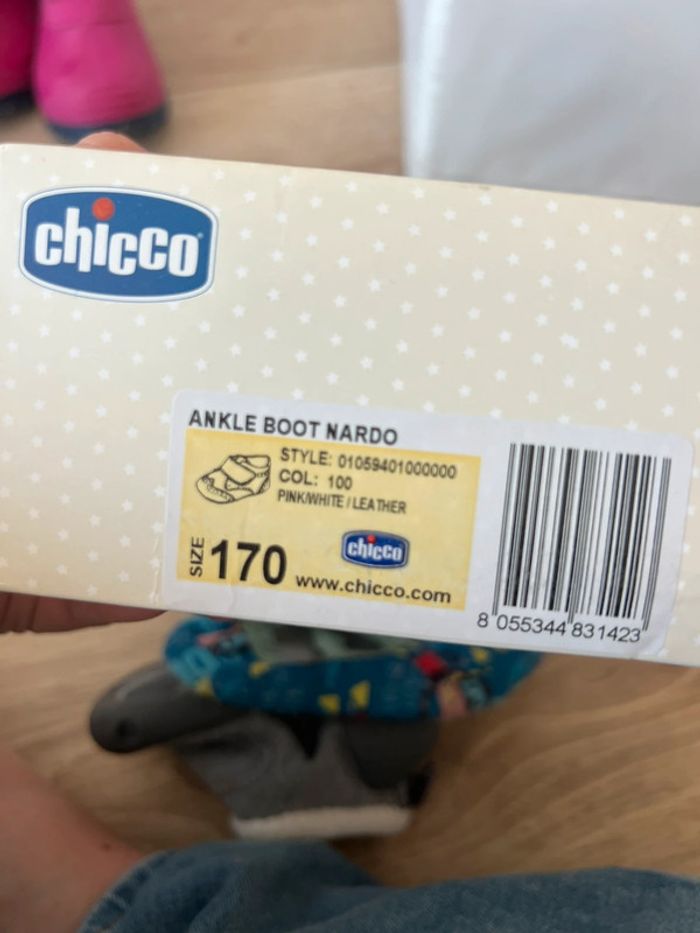 chicco
ANKLE BOOT NARDO
STYLE: 01059401000000
COL: 100
PINK/WHITE / LEATHER
SIZE 170
chicco
www.chicco.com
8 055344 831423